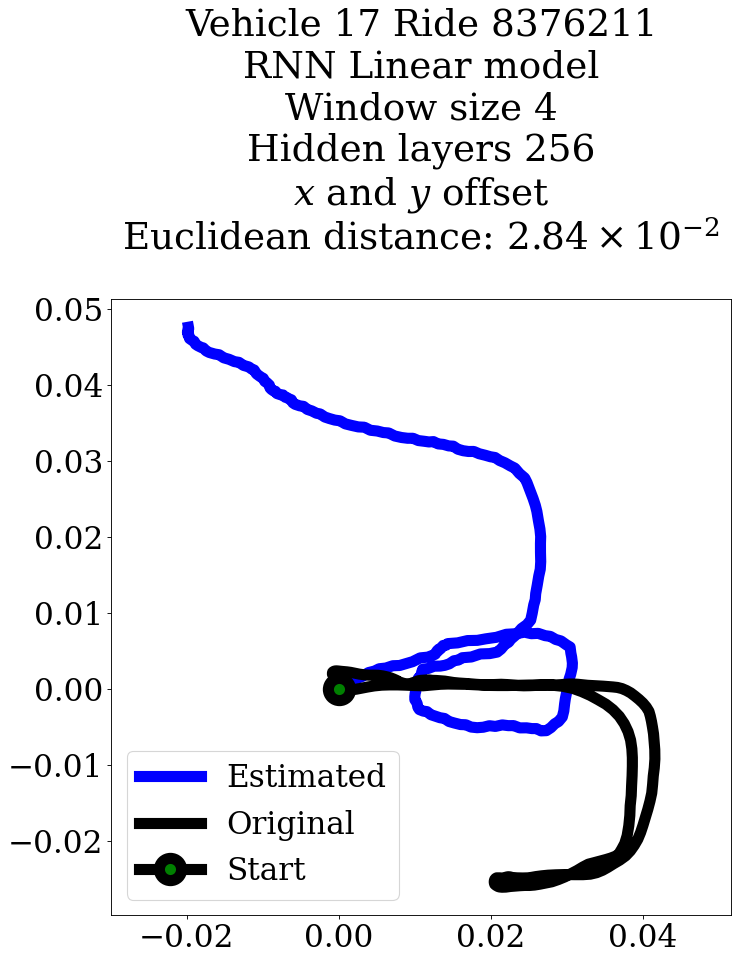 Vehicle 17 Ride 8376211
RNN Linear model
Window size 4
Hidden layers 256
x and y offset
Euclidean distance: 2.84 × 10⁻²
0.05
0.04
0.03
0.02
0.01
0.00
−0.01
−0.02
Estimated
Original
Start
−0.02 0.00 0.02 0.04